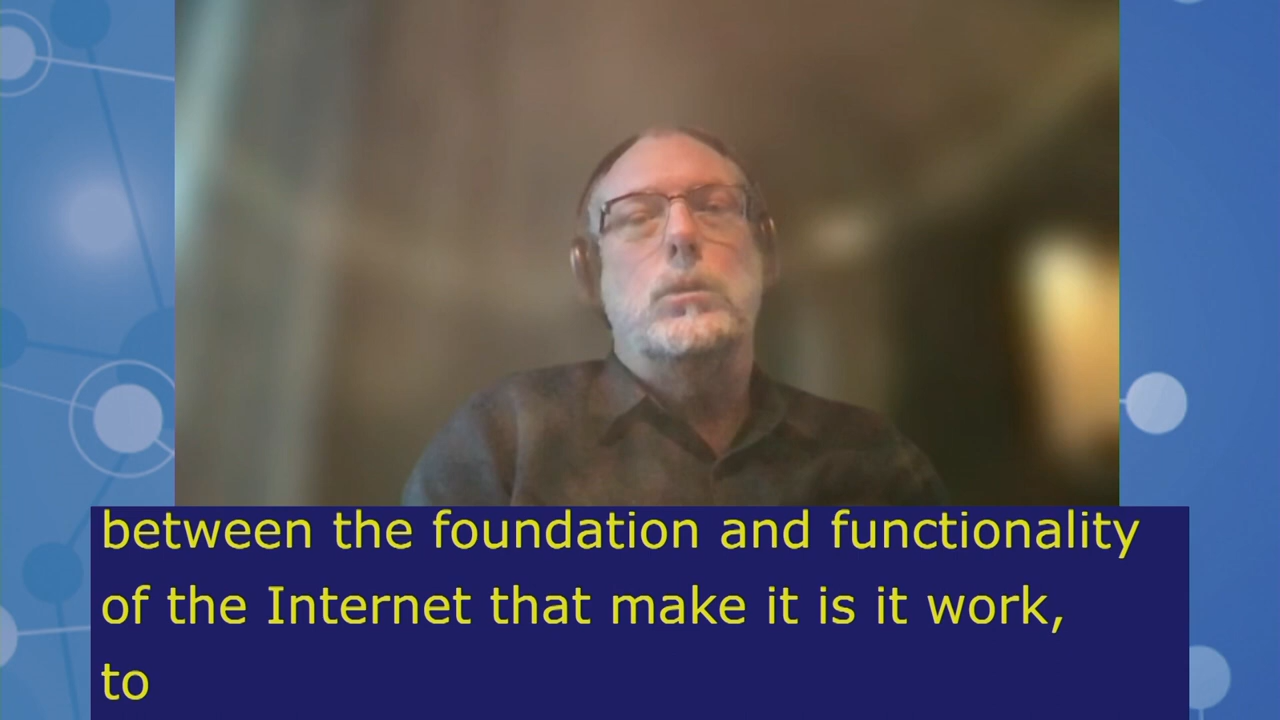 between the foundation and functionality
of the Internet that make it is it work,
to